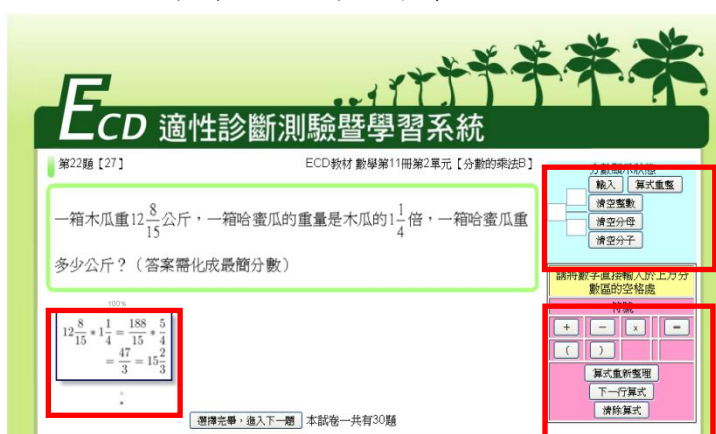 ECD 適性診斷測驗暨學習系統
第22題【27】
ECD教材 數學第11冊第2單元【分數的乘法B】
一箱木瓜重12 8/15 公斤，一箱哈蜜瓜的重量是木瓜的1 1/4 倍，一箱哈蜜瓜重
多少公斤？（答案需化成最簡分數）
100%
12 8/15 * 1 1/4 = 188/15 * 5/4
= 47/3 = 15 2/3
選擇完畢，進入下一題
本試卷一共有30題
輸入 算式重整
清空整數
清空分母
清空分子
請將數字直接輸入於上方分
數區的空格處
符號
+ - x =
( )
算式重新整理
下一行算式
清除算式